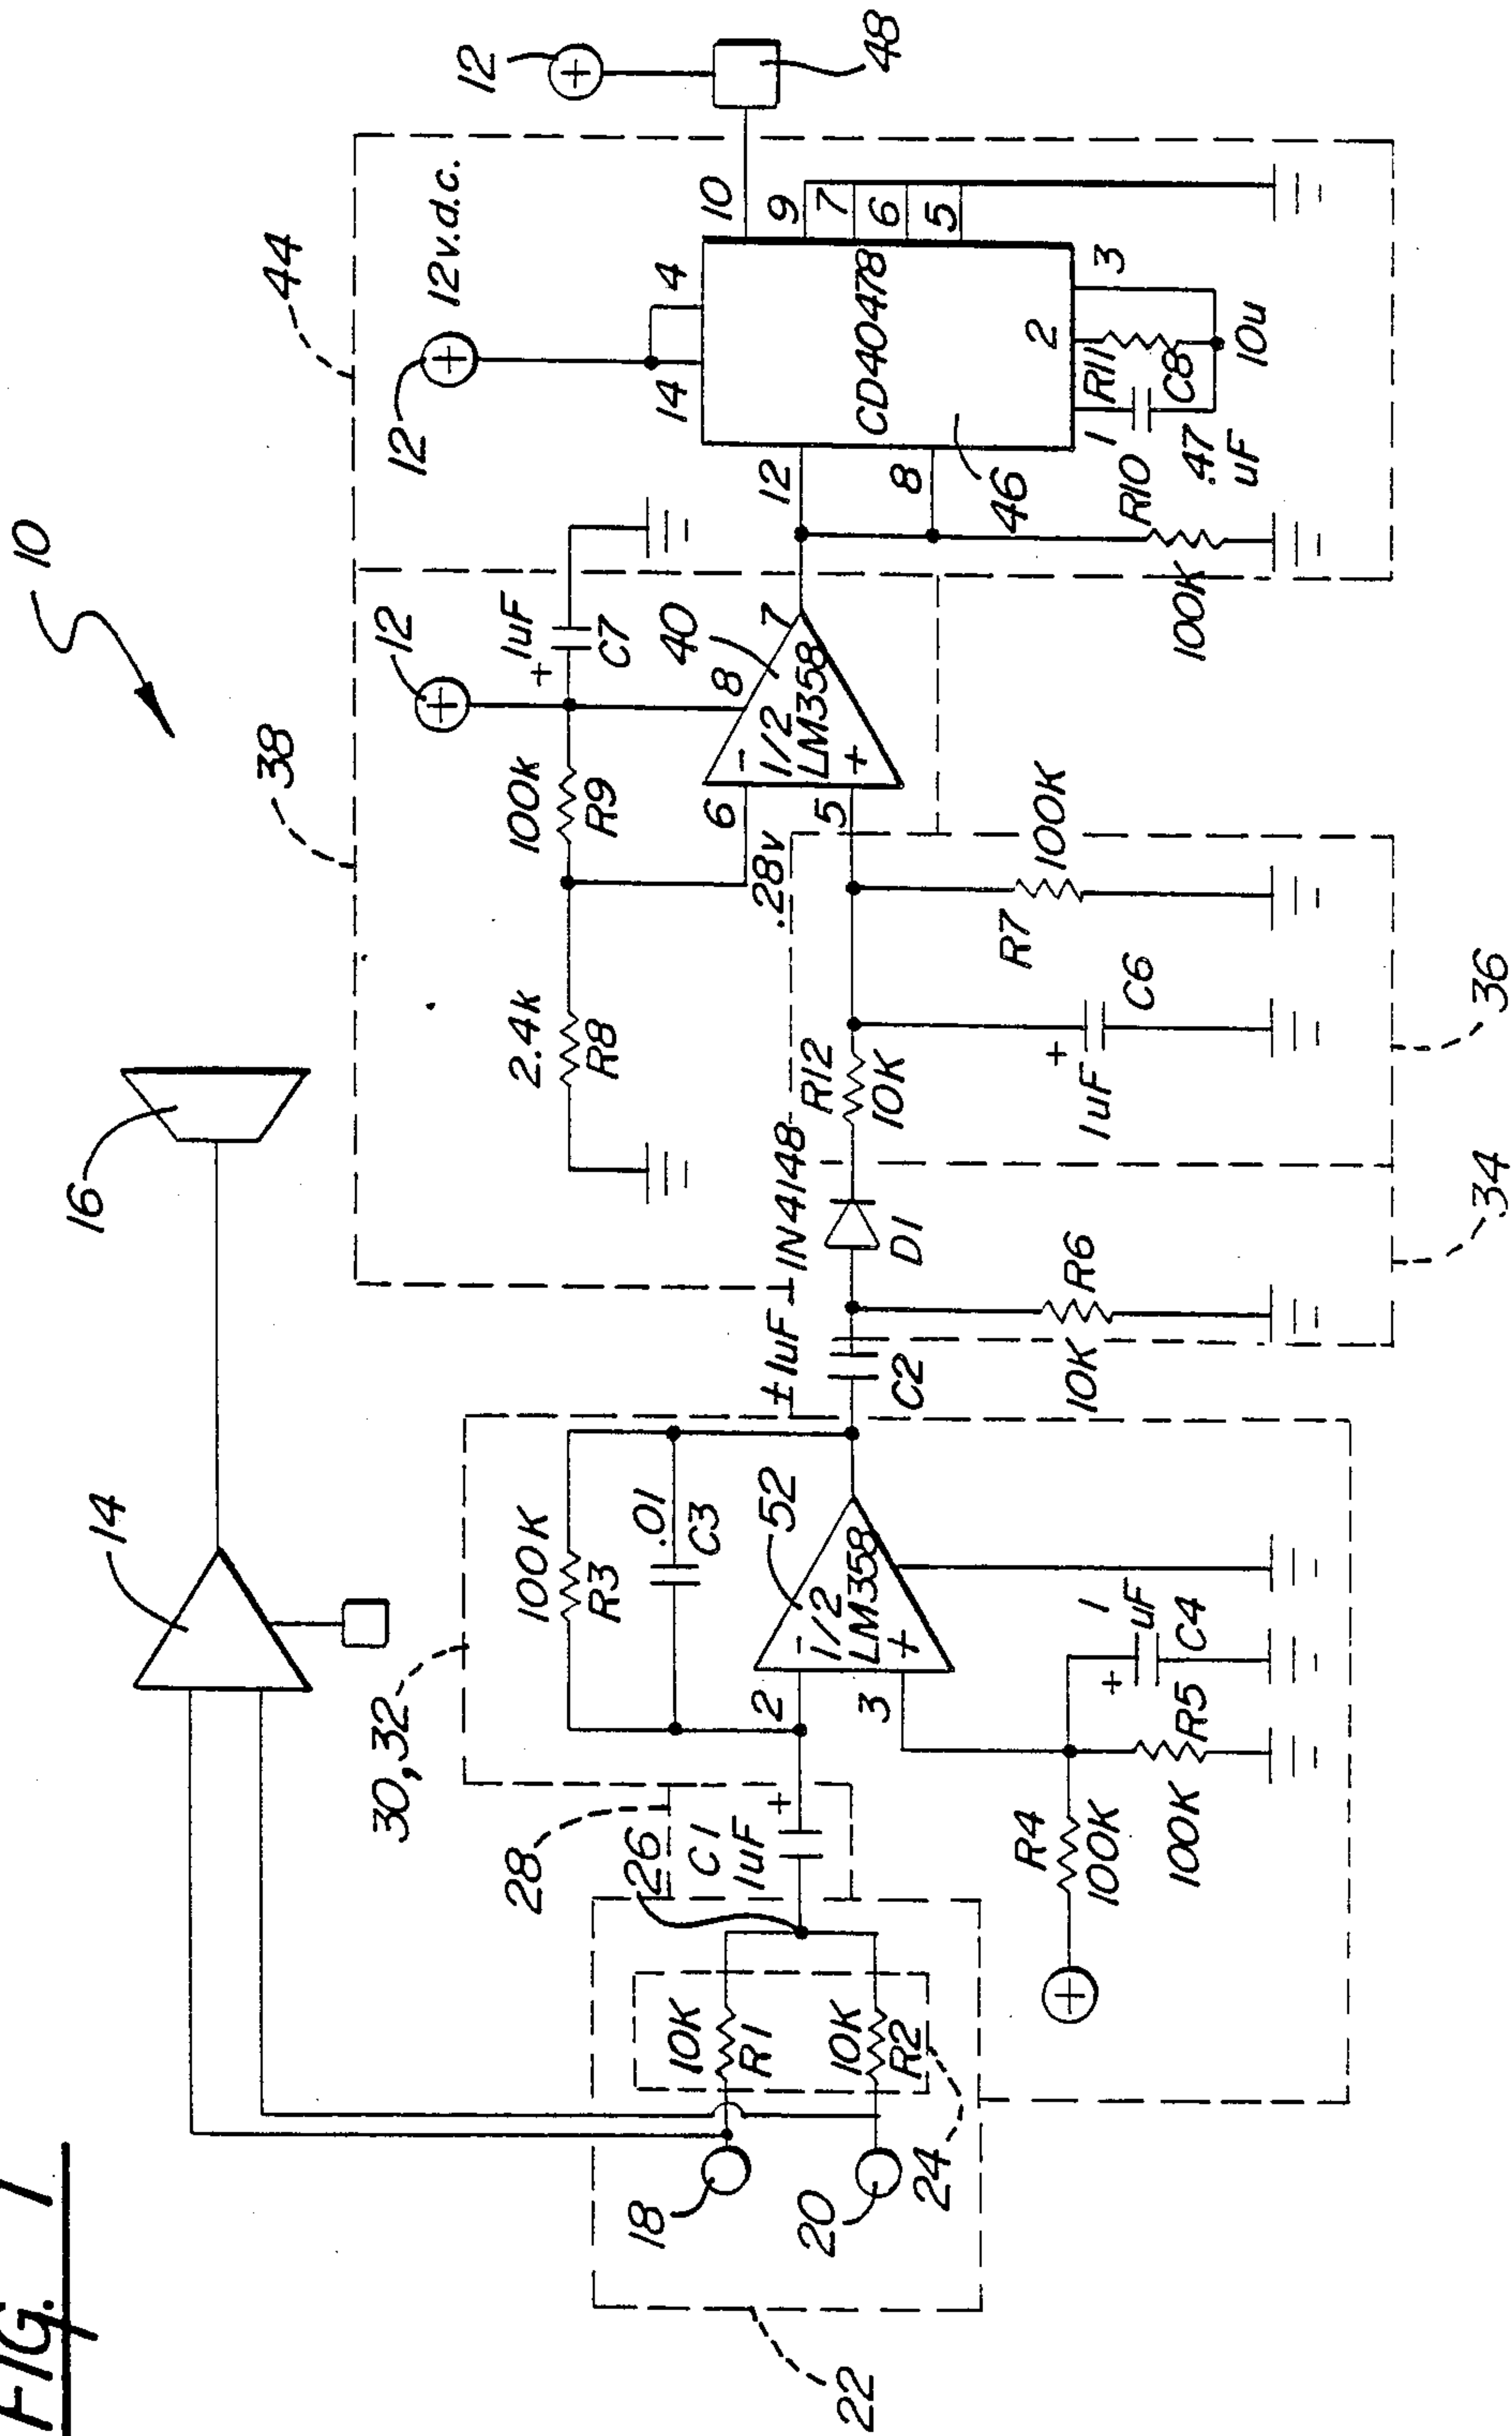 FIG. 1
10
16
14
12
12v.d.c.
44
12
48
38
12
1uF
+
C7
100k
R9
2.4k
R8
40
8
6
-
1/2
LM358
+
7
5
.28v
14
4
10
9
7
6
5
12
8
CD4047B
46
1
2
3
R11
C8
.47
uF
10u
R10
100K
30,32
100K
R3
.01
C3
52
2
-
1/2
LM358
+
3
28
26
C1
1uF
+
18
20
22
24
10K
R1
10K
R2
R4
100K
100K
R5
+
1
uF
C4
+1uF
C2
1N4148
D1
R12
10K
10K
R6
+
1uF
C6
R7
100K
34
36